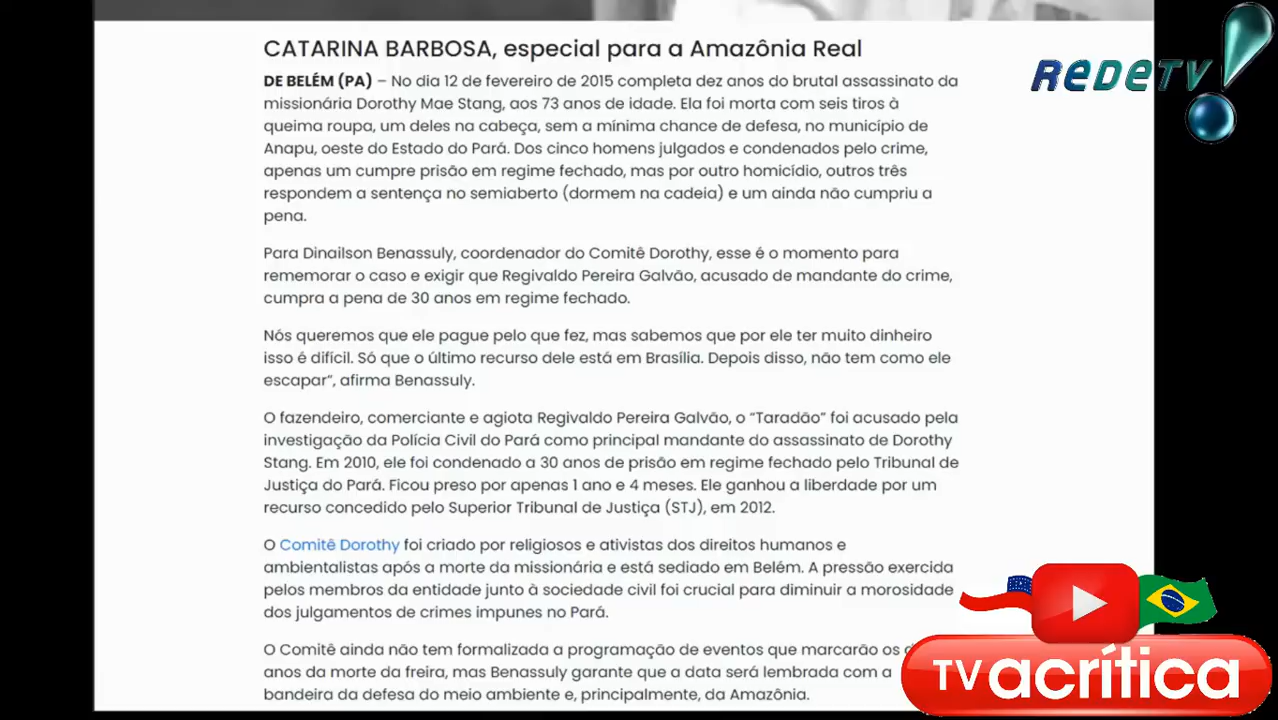 CATARINA BARBOSA, especial para a Amazônia Real
DE BELÉM (PA) – No dia 12 de fevereiro de 2015 completa dez anos do brutal assassinato da
missionária Dorothy Mae Stang, aos 73 anos de idade. Ela foi morta com seis tiros à
queima roupa, um deles na cabeça, sem a mínima chance de defesa, no município de
Anapu, oeste do Estado do Pará. Dos cinco homens julgados e condenados pelo crime,
apenas um cumpre prisão em regime fechado, mas por outro homicídio, outros três
respondem a sentença no semiaberto (dormem na cadeia) e um ainda não cumpriu a
pena.
Para Dinailson Benassuly, coordenador do Comitê Dorothy, esse é o momento para
rememorar o caso e exigir que Regivaldo Pereira Galvão, acusado de mandante do crime,
cumpra a pena de 30 anos em regime fechado.
Nós queremos que ele pague pelo que fez, mas sabemos que por ele ter muito dinheiro
isso é difícil. Só que o último recurso dele está em Brasília. Depois disso, não tem como ele
escapar”, afirma Benassuly.
O fazendeiro, comerciante e agiota Regivaldo Pereira Galvão, o “Taradão” foi acusado pela
investigação da Polícia Civil do Pará como principal mandante do assassinato de Dorothy
Stang. Em 2010, ele foi condenado a 30 anos de prisão em regime fechado pelo Tribunal de
Justiça do Pará. Ficou preso por apenas 1 ano e 4 meses. Ele ganhou a liberdade por um
recurso concedido pelo Superior Tribunal de Justiça (STJ), em 2012.
O Comitê Dorothy foi criado por religiosos e ativistas dos direitos humanos e
ambientalistas após a morte da missionária e está sediado em Belém. A pressão exercida
pelos membros da entidade junto à sociedade civil foi crucial para diminuir a morosidade
dos julgamentos de crimes impunes no Pará.
O Comitê ainda não tem formalizada a programação de eventos que marcarão os
anos da morte da freira, mas Benassuly garante que a data será lembrada com a
bandeira da defesa do meio ambiente e, principalmente, da Amazônia.
REDETV!
TV acrítica